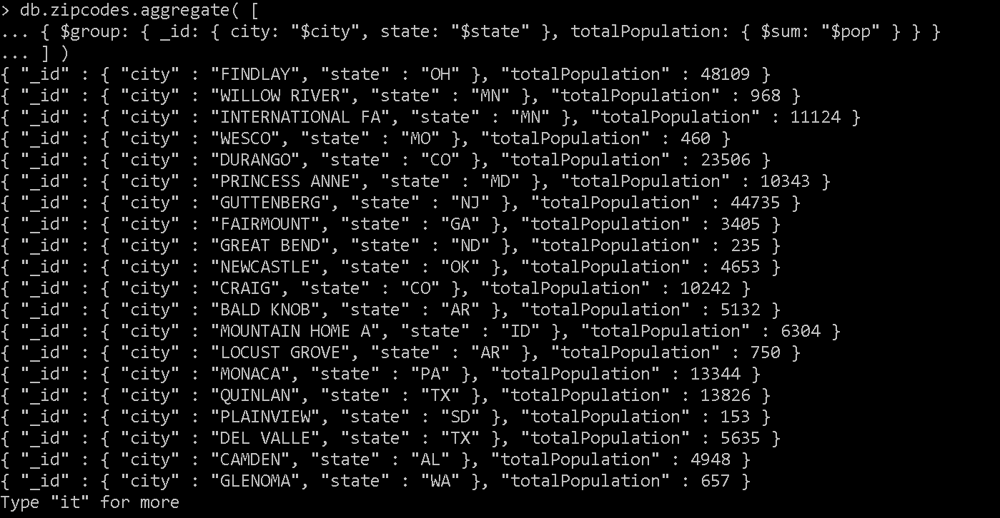 > db.zipcodes.aggregate( [
... { $group: { _id: { city: "$city", state: "$state" }, totalPopulation: { $sum: "$pop" } } }
... ] )
{ "_id" : { "city" : "FINDLAY", "state" : "OH" }, "totalPopulation" : 48109 }
{ "_id" : { "city" : "WILLOW RIVER", "state" : "MN" }, "totalPopulation" : 968 }
{ "_id" : { "city" : "INTERNATIONAL FA", "state" : "MN" }, "totalPopulation" : 11124 }
{ "_id" : { "city" : "WESCO", "state" : "MO" }, "totalPopulation" : 460 }
{ "_id" : { "city" : "DURANGO", "state" : "CO" }, "totalPopulation" : 23506 }
{ "_id" : { "city" : "PRINCESS ANNE", "state" : "MD" }, "totalPopulation" : 10343 }
{ "_id" : { "city" : "GUTTENBERG", "state" : "NJ" }, "totalPopulation" : 44735 }
{ "_id" : { "city" : "FAIRMOUNT", "state" : "GA" }, "totalPopulation" : 3405 }
{ "_id" : { "city" : "GREAT BEND", "state" : "ND" }, "totalPopulation" : 235 }
{ "_id" : { "city" : "NEWCASTLE", "state" : "OK" }, "totalPopulation" : 4653 }
{ "_id" : { "city" : "CRAIG", "state" : "CO" }, "totalPopulation" : 10242 }
{ "_id" : { "city" : "BALD KNOB", "state" : "AR" }, "totalPopulation" : 5132 }
{ "_id" : { "city" : "MOUNTAIN HOME A", "state" : "ID" }, "totalPopulation" : 6304 }
{ "_id" : { "city" : "LOCUST GROVE", "state" : "AR" }, "totalPopulation" : 750 }
{ "_id" : { "city" : "MONACA", "state" : "PA" }, "totalPopulation" : 13344 }
{ "_id" : { "city" : "QUINLAN", "state" : "TX" }, "totalPopulation" : 13826 }
{ "_id" : { "city" : "PLAINVIEW", "state" : "SD" }, "totalPopulation" : 153 }
{ "_id" : { "city" : "DEL VALLE", "state" : "TX" }, "totalPopulation" : 5635 }
{ "_id" : { "city" : "CAMDEN", "state" : "AL" }, "totalPopulation" : 4948 }
{ "_id" : { "city" : "GLENOMA", "state" : "WA" }, "totalPopulation" : 657 }
Type "it" for more